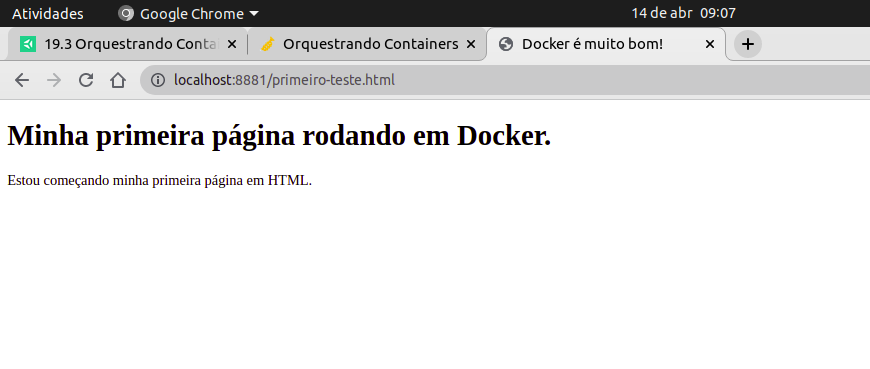 Atividades Google Chrome 14 de abr 09:07
19.3 Orquestrando Conta Orquestrando Containers Docker é muito bom!
localhost:8881/primeiro-teste.html
Minha primeira página rodando em Docker.
Estou começando minha primeira página em HTML.